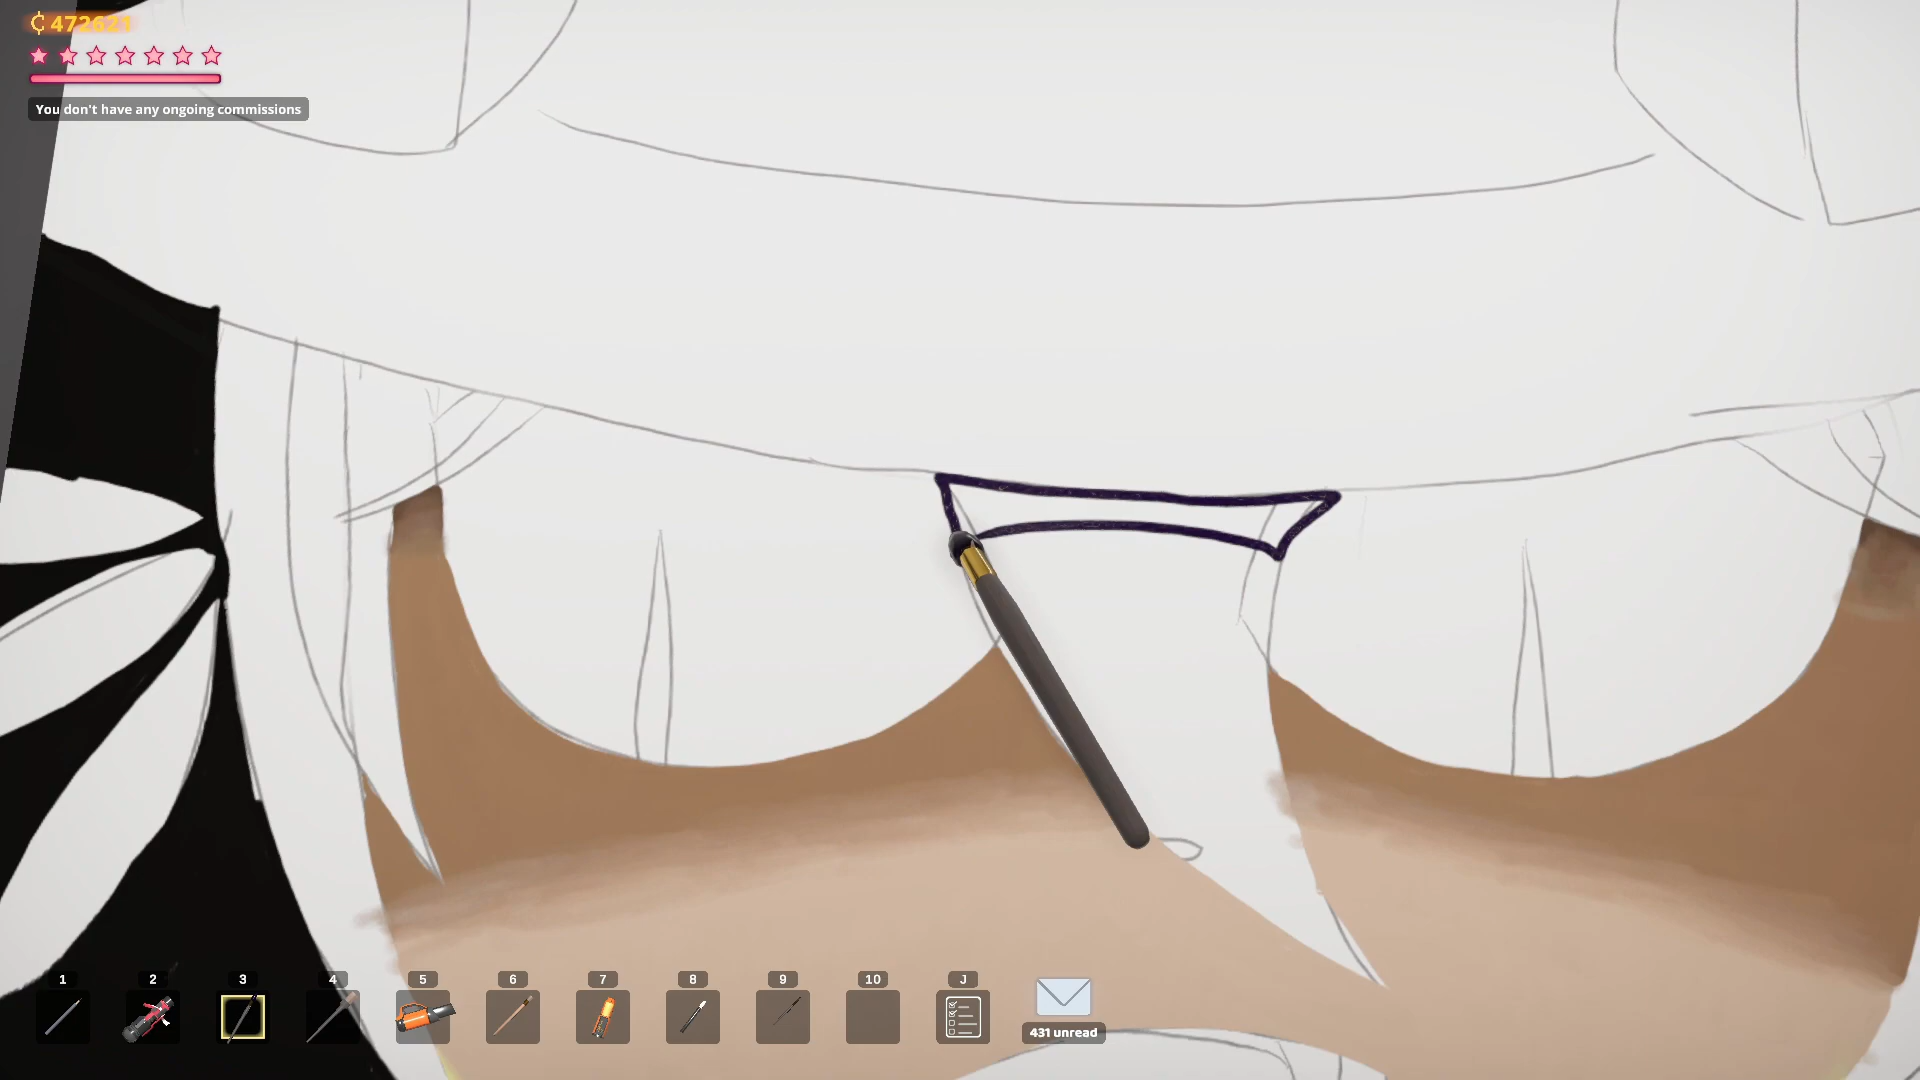 ₵ 472621
You don't have any ongoing commissions
1 2 3 4 5 6 7 8 9 10 J
431 unread